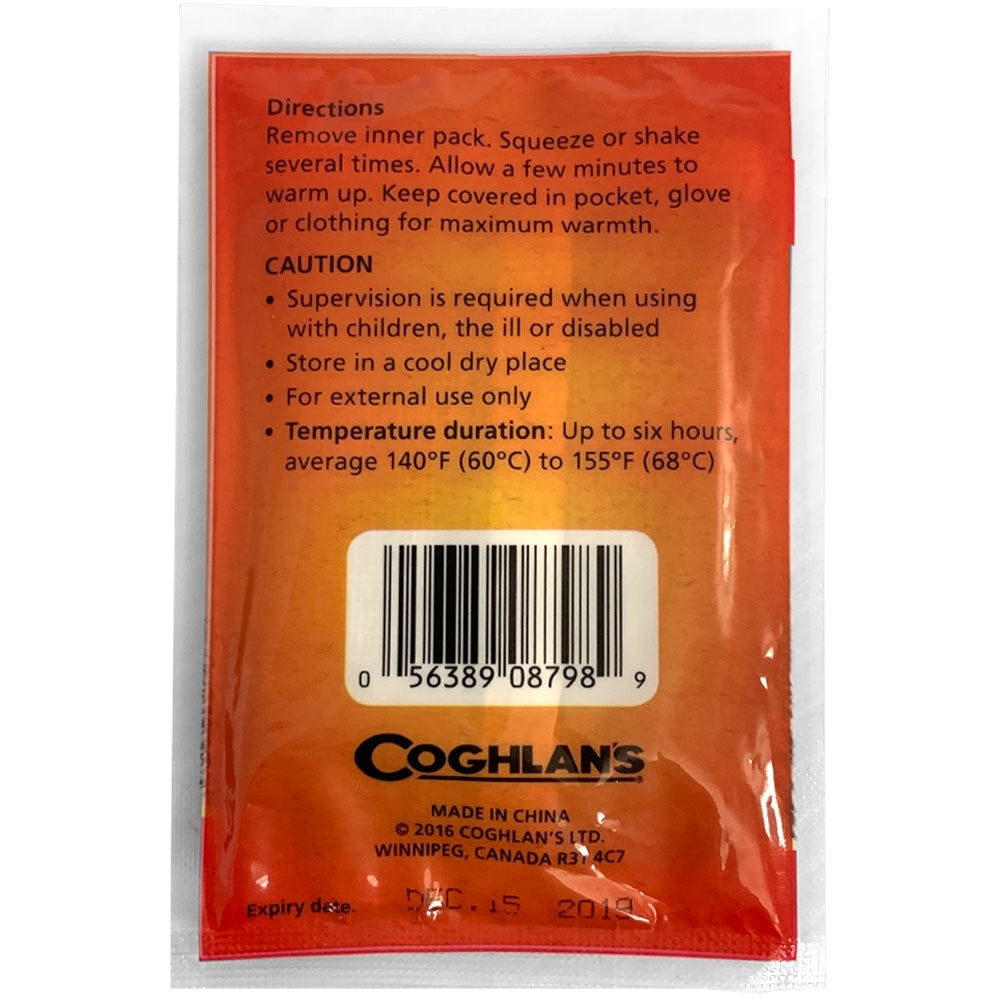 Directions
Remove inner pack. Squeeze or shake
several times. Allow a few minutes to
warm up. Keep covered in pocket, glove
or clothing for maximum warmth.
CAUTION
• Supervision is required when using
with children, the ill or disabled
• Store in a cool dry place
• For external use only
• Temperature duration: Up to six hours,
average 140°F (60°C) to 155°F (68°C)
0 56389 08798 9
COGHLAN'S
MADE IN CHINA
© 2016 COGHLAN'S LTD.
WINNIPEG, CANADA 4C7
Expiry date. DEC.15 2019